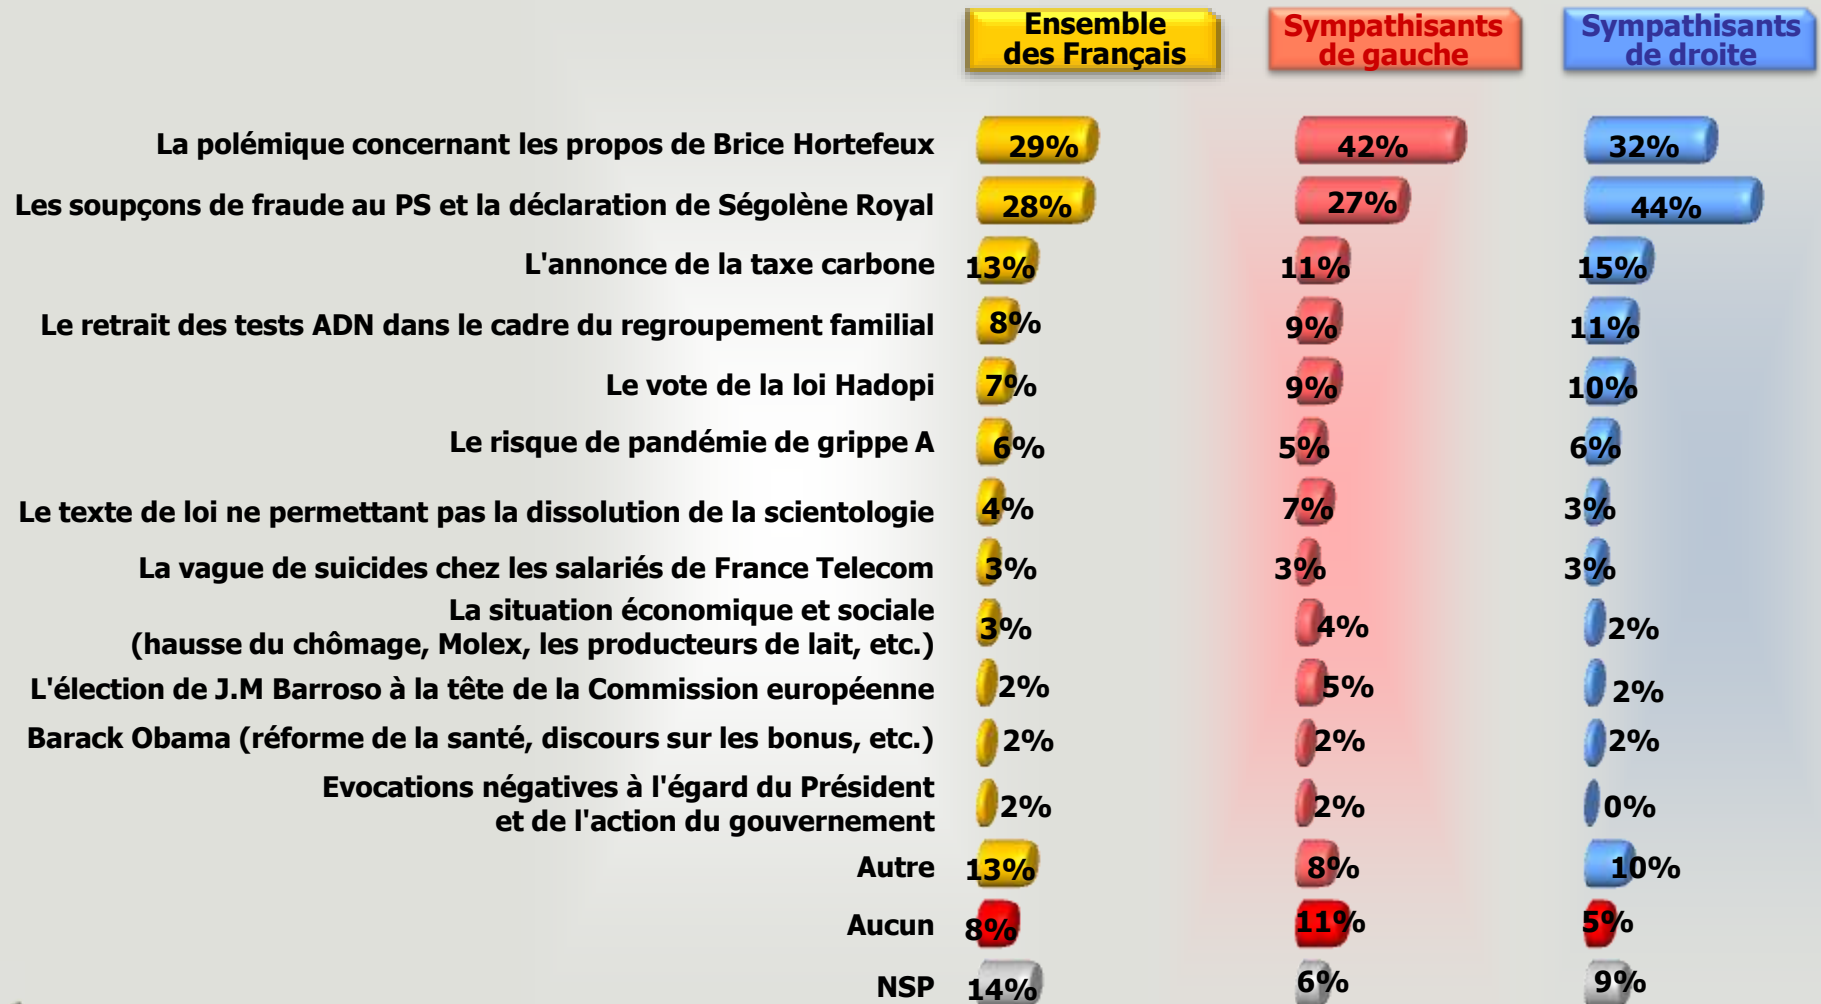 Ensemble
des Français
Sympathisants
de gauche
Sympathisants
de droite
La polémique concernant les propos de Brice Hortefeux 29% 42% 32%
Les soupçons de fraude au PS et la déclaration de Ségolène Royal 28% 27% 44%
L'annonce de la taxe carbone 13% 11% 15%
Le retrait des tests ADN dans le cadre du regroupement familial 8% 9% 11%
Le vote de la loi Hadopi 7% 9% 10%
Le risque de pandémie de grippe A 6% 5% 6%
Le texte de loi ne permettant pas la dissolution de la scientologie 4% 7% 3%
La vague de suicides chez les salariés de France Telecom 3% 3% 3%
La situation économique et sociale
(hausse du chômage, Molex, les producteurs de lait, etc.) 3% 4% 2%
L'élection de J.M Barroso à la tête de la Commission européenne 2% 5% 2%
Barack Obama (réforme de la santé, discours sur les bonus, etc.) 2% 2% 2%
Evocations négatives à l'égard du Président
et de l'action du gouvernement 2% 2% 0%
Autre 13% 8% 10%
Aucun 8% 11% 5%
NSP 14% 6% 9%